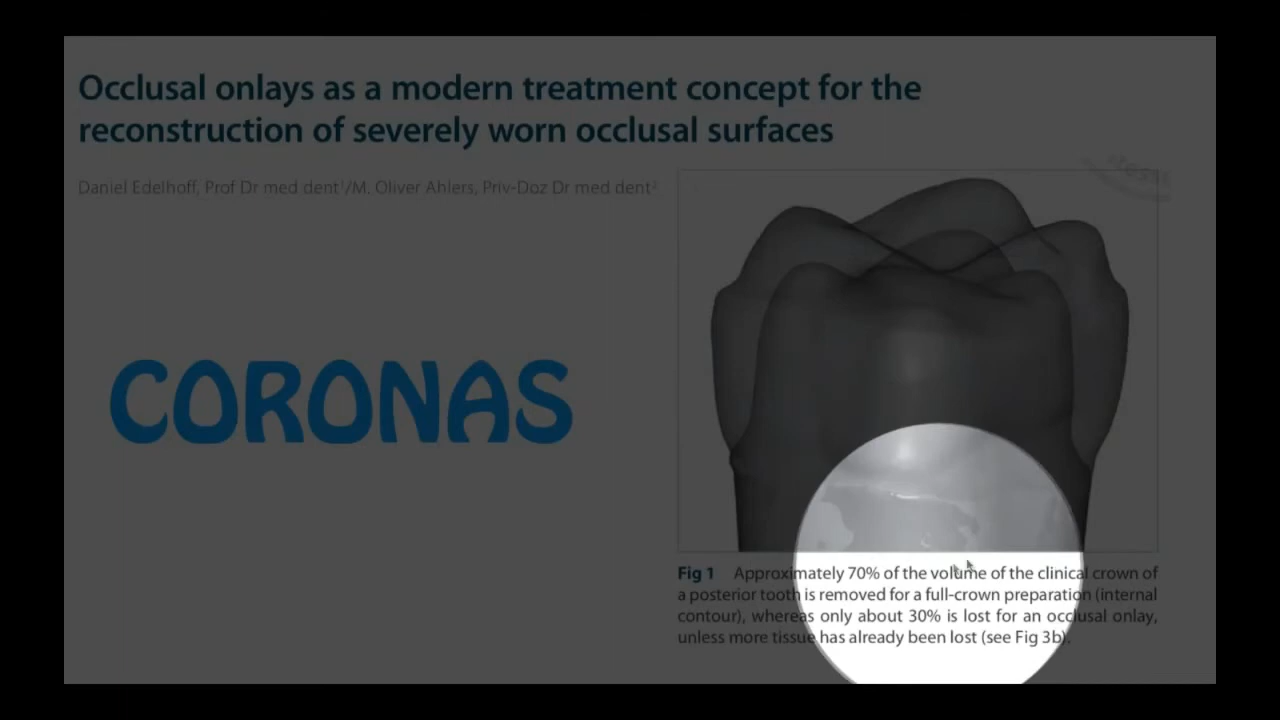 Occlusal onlays as a modern treatment concept for the
reconstruction of severely worn occlusal surfaces
Daniel Edelhoff, Prof Dr med dent¹/M. Oliver Ahlers, Priv-Doz Dr med dent²
CORONAS
Fig 1 Approximately 70% of the volume of the clinical crown of
a posterior tooth is removed for a full-crown preparation (internal
contour), whereas only about 30% is lost for an occlusal onlay,
unless more tissue has already been lost (see Fig 3b).